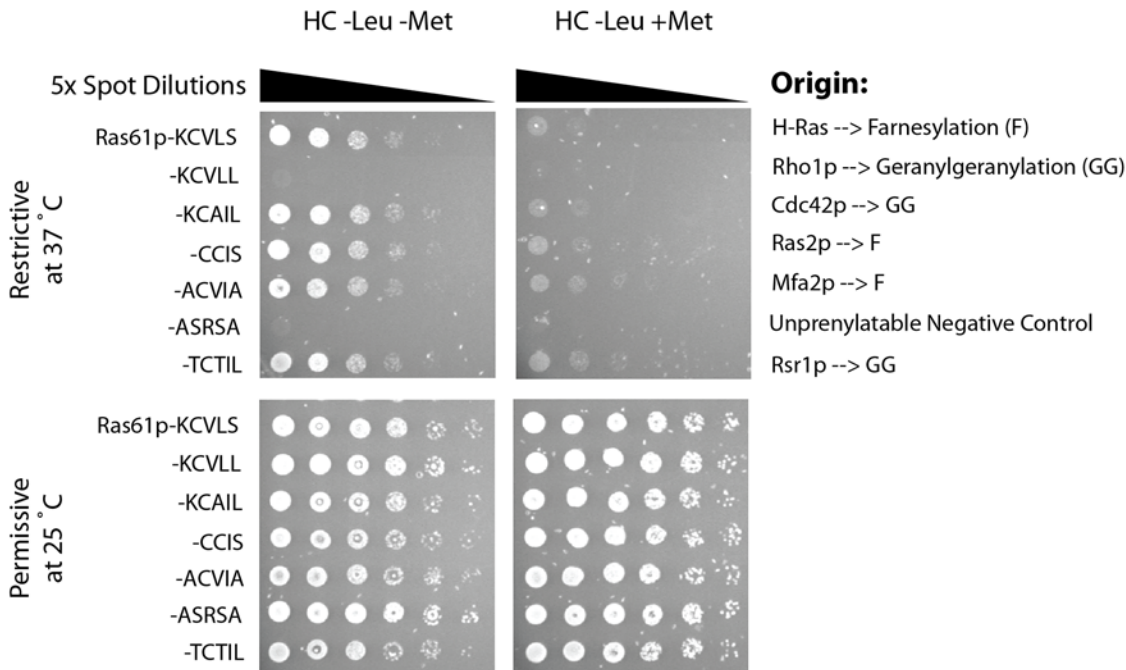 HC -Leu -Met
HC -Leu +Met
5x Spot Dilutions
Origin:
Restrictive
at 37 °C
Ras61p-KCVLS
-KCVLL
-KCAIL
-CCIS
-ACVIA
-ASRSA
-TCTIL
H-Ras --> Farnesylation (F)
Rho1p --> Geranylgeranylation (GG)
Cdc42p --> GG
Ras2p --> F
Mfa2p --> F
Unprenylatable Negative Control
Rsr1p --> GG
Permissive
at 25 °C
Ras61p-KCVLS
-KCVLL
-KCAIL
-CCIS
-ACVIA
-ASRSA
-TCTIL